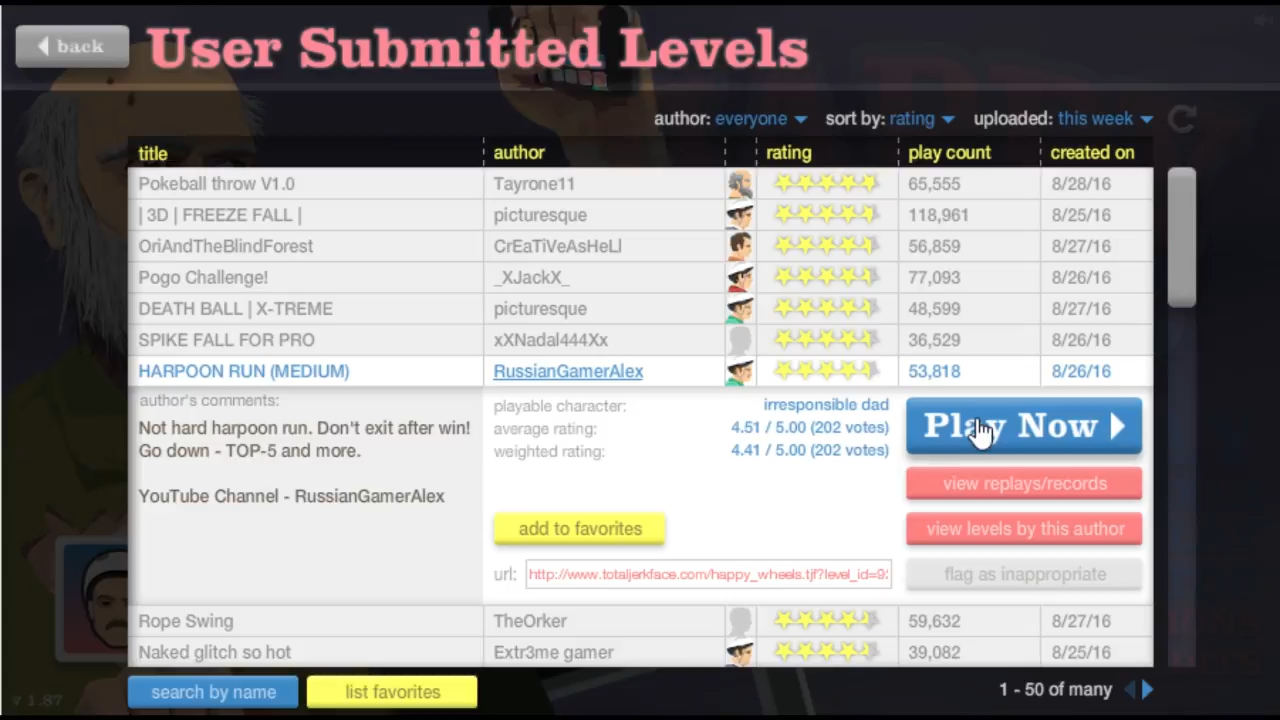 back
User Submitted Levels
author: everyone sort by: rating uploaded: this week
title author rating play count created on
Pokeball throw V1.0 Tayrone11 65,555 8/28/16
| 3D | FREEZE FALL | picturesque 118,961 8/25/16
OriAndTheBlindForest CrEaTiVeAsHeLl 56,859 8/27/16
Pogo Challenge! _XJackX_ 77,093 8/26/16
DEATH BALL | X-TREME picturesque 48,599 8/27/16
SPIKE FALL FOR PRO xXNadal444Xx 36,529 8/26/16
HARPOON RUN (MEDIUM) RussianGamerAlex 53,818 8/26/16
author's comments:
Not hard harpoon run. Don't exit after win!
Go down - TOP-5 and more.
YouTube Channel - RussianGamerAlex
playable character: irresponsible dad
average rating: 4.51 / 5.00 (202 votes)
weighted rating: 4.41 / 5.00 (202 votes)
add to favorites
url: http://www.totaljerkface.com/happy_wheels.tjf?level_id=9
Play Now
view replays/records
view levels by this author
flag as inappropriate
Rope Swing TheOrker 59,632 8/27/16
Naked glitch so hot Extr3me gamer 39,082 8/25/16
search by name list favorites 1 - 50 of many
v 1.87